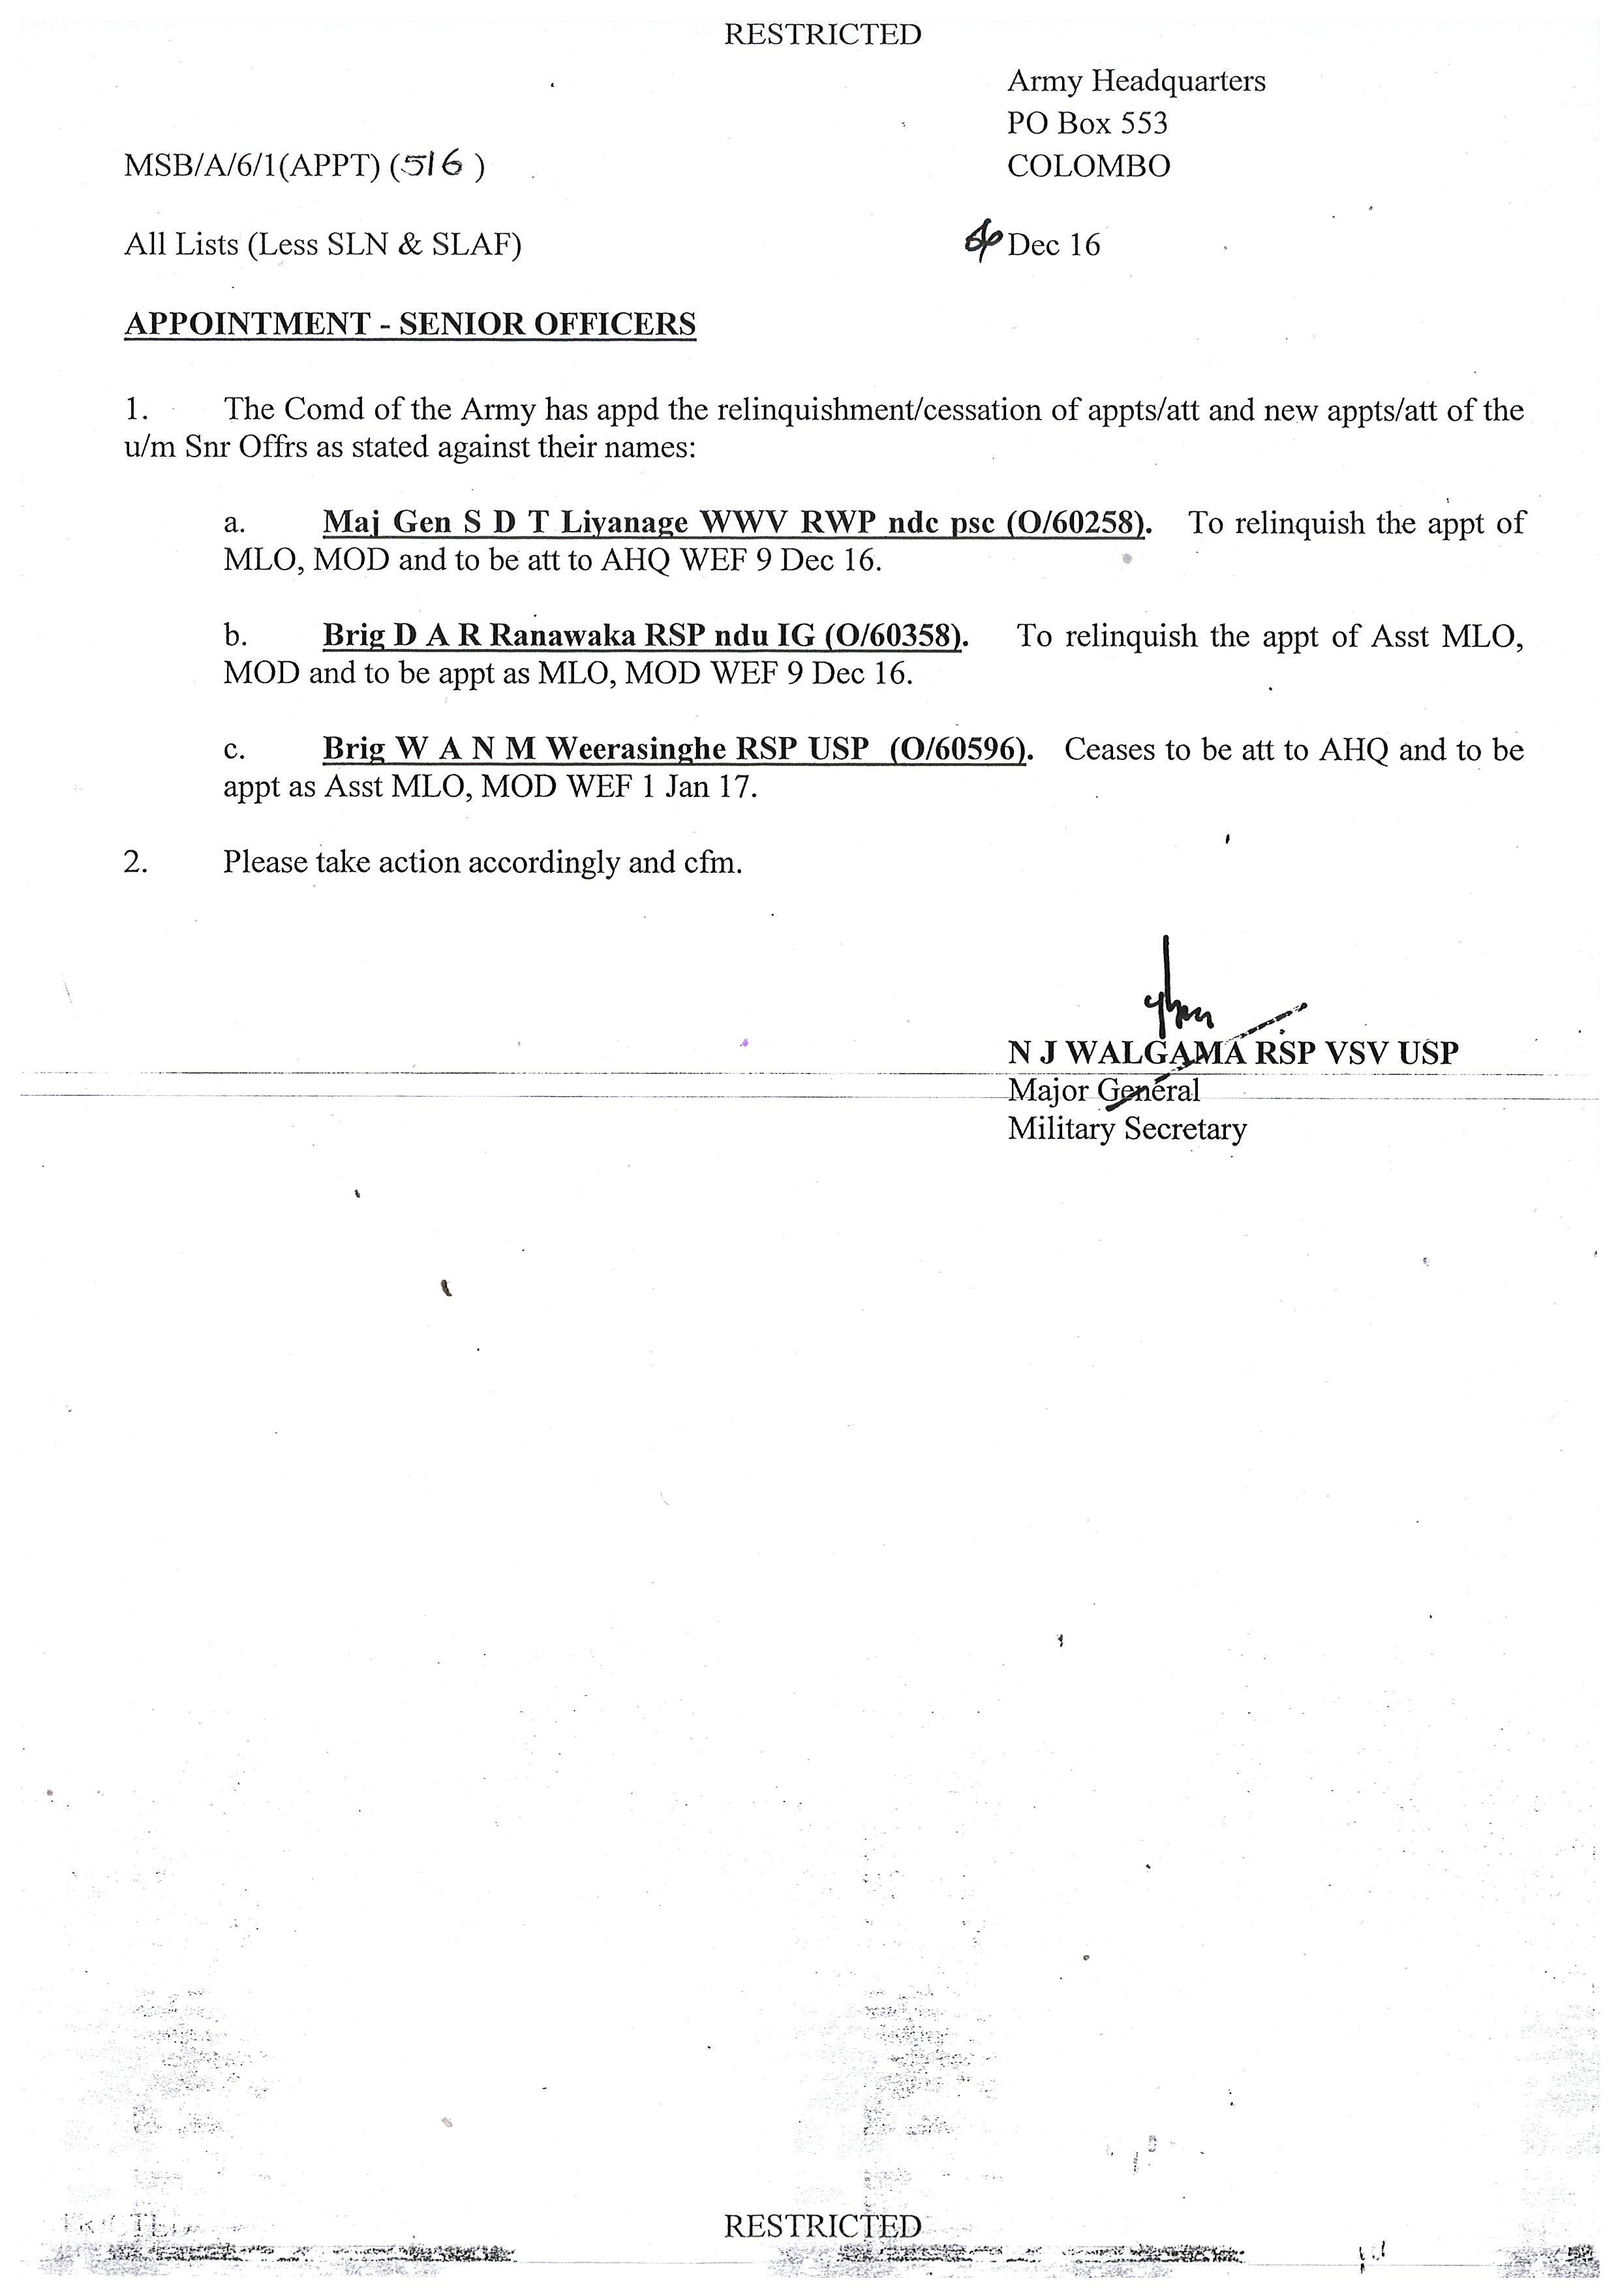 RESTRICTED
Army Headquarters
PO Box 553
MSB/A/6/1(APPT) (516)
COLOMBO
All Lists (Less SLN & SLAF)
Dec 16
APPOINTMENT - SENIOR OFFICERS
1. The Comd of the Army has appd the relinquishment/cessation of appts/att and new appts/att of the
u/m Snr Offrs as stated against their names:
a. Maj Gen S D T Liyanage WWV RWP ndc psc (O/60258). To relinquish the appt of
MLO, MOD and to be att to AHQ WEF 9 Dec 16.
b. Brig D A R Ranawaka RSP ndu IG (O/60358). To relinquish the appt of Asst MLO,
MOD and to be appt as MLO, MOD WEF 9 Dec 16.
c. Brig W A N M Weerasinghe RSP USP (O/60596). Ceases to be att to AHQ and to be
appt as Asst MLO, MOD WEF 1 Jan 17.
2. Please take action accordingly and cfm.
N J WALGAMA RSP VSV USP
Major General
Military Secretary
RESTRICTED